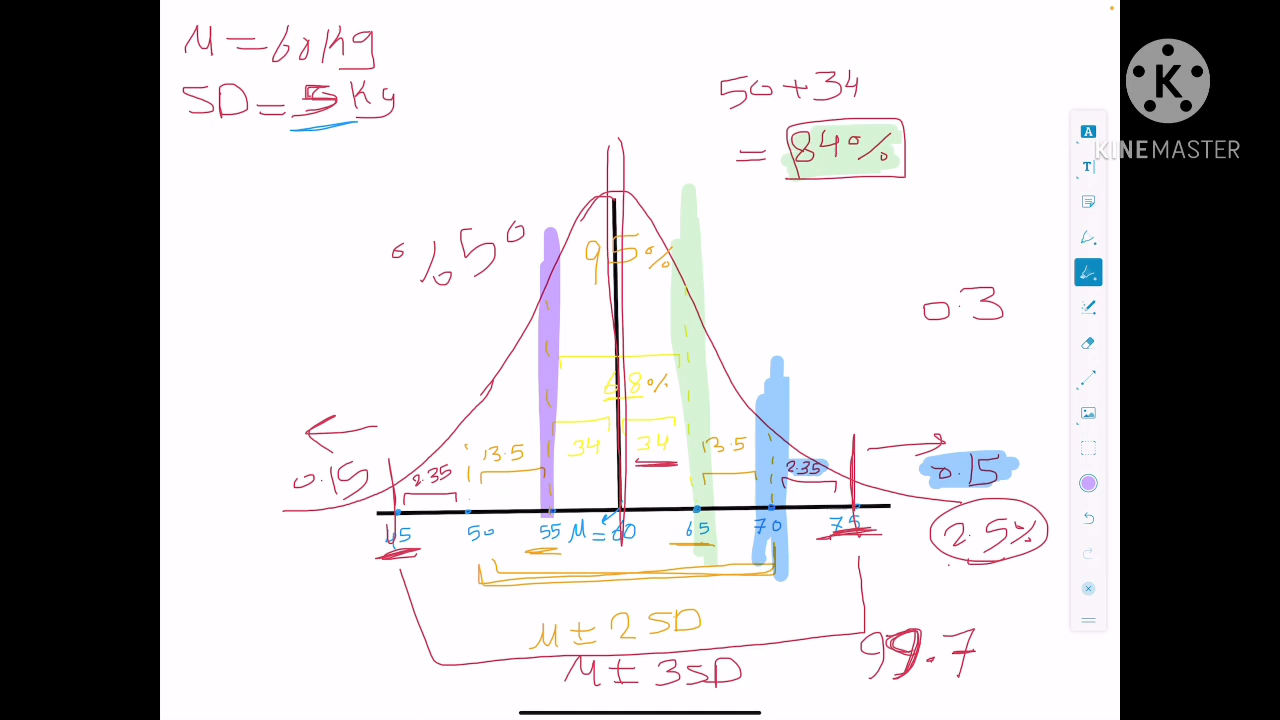 M = 60 Kg
SD = 5 Kg
50 + 34
= 84%
K
KINEMASTER
A
T
95%
0.3
68%
34
34
13.5
13.5
2.35
2.35
0.15
0.15
45
50
55
M = 60
65
70
75
2.5%
M ± 2 SD
M ± 3SD
99.7